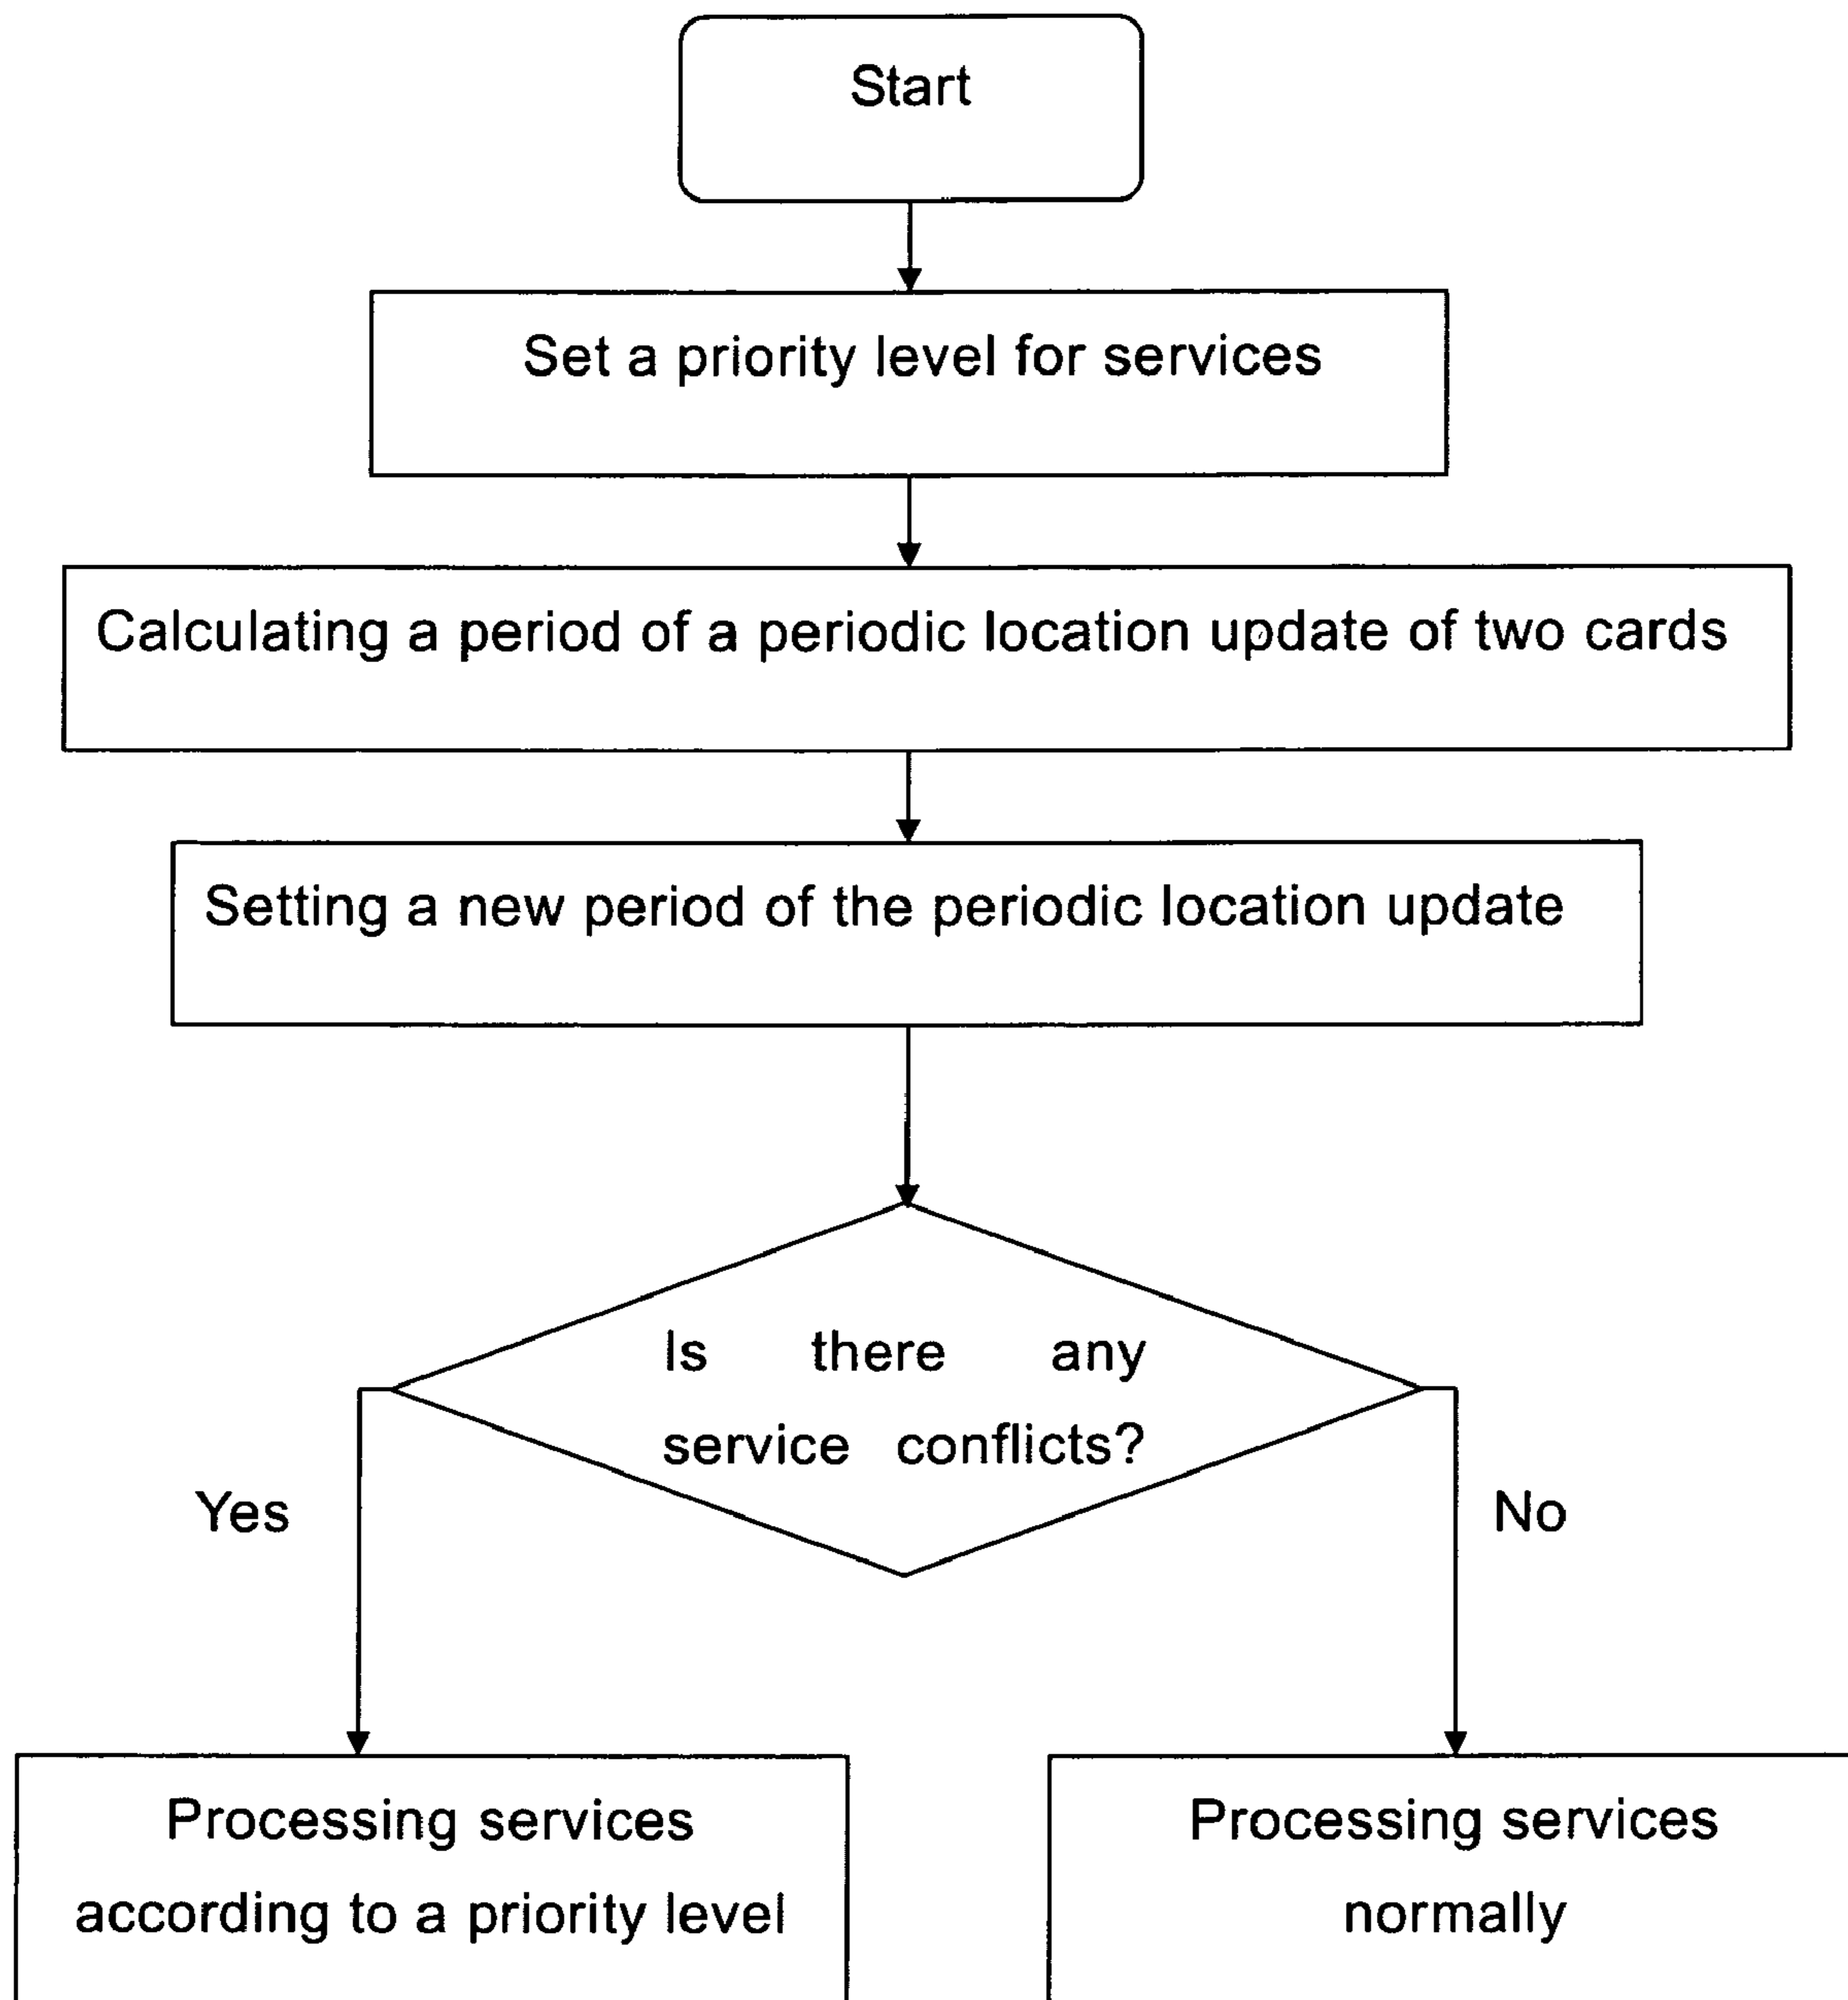 Start
Set a priority level for services
Calculating a period of a periodic location update of two cards
Setting a new period of the periodic location update
Is there any
service conflicts?
Yes
No
Processing services
according to a priority level
Processing services
normally